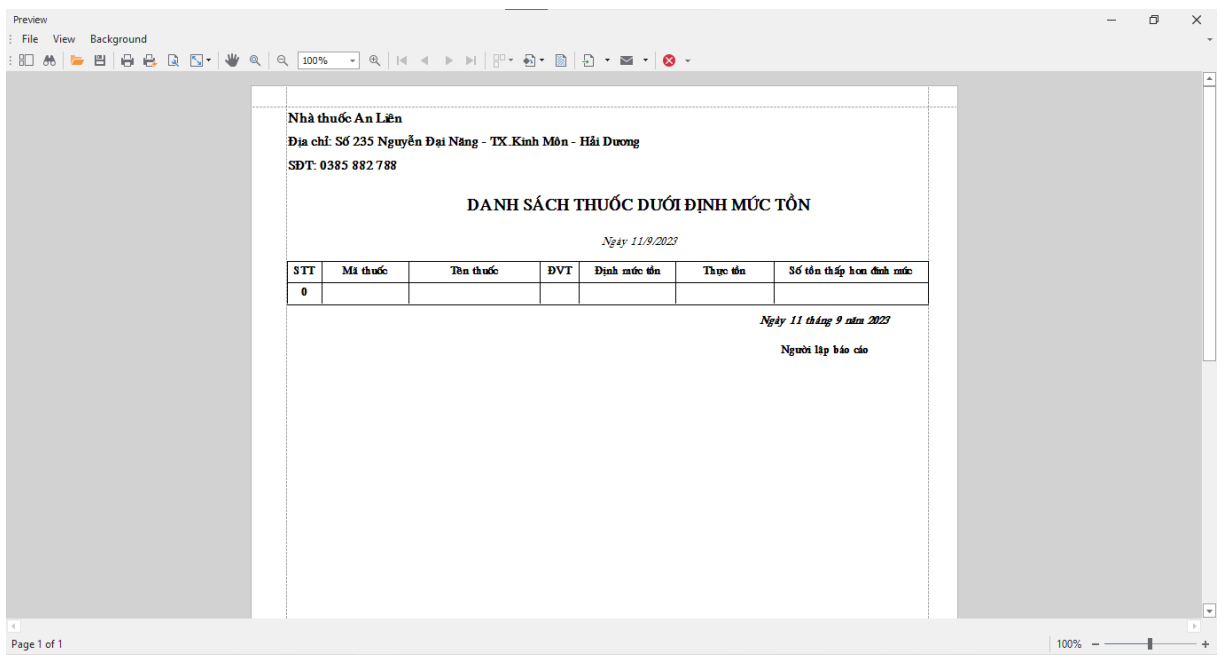 Preview
File View Background
100%
Nhà thuốc An Liên
Địa chỉ: Số 235 Nguyễn Đại Năng - TX.Kinh Môn - Hải Dương
SĐT: 0385 882 788
DANH SÁCH THUỐC DƯỚI ĐỊNH MỨC TỒN
Ngày 11/9/2023
STT Mã thuốc Tên thuốc ĐVT Định mức tồn Thực tồn Số tồn thấp hơn định mức
0
Ngày 11 tháng 9 năm 2023
Người lập báo cáo
Page 1 of 1 100%